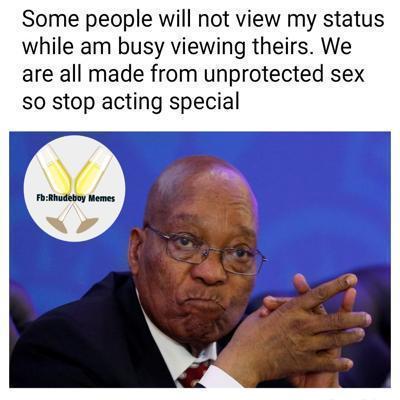 Some people will not view my status
while am busy viewing theirs. We
are all made from unprotected sex
so stop acting special
Fb:Rhudeboy Memes